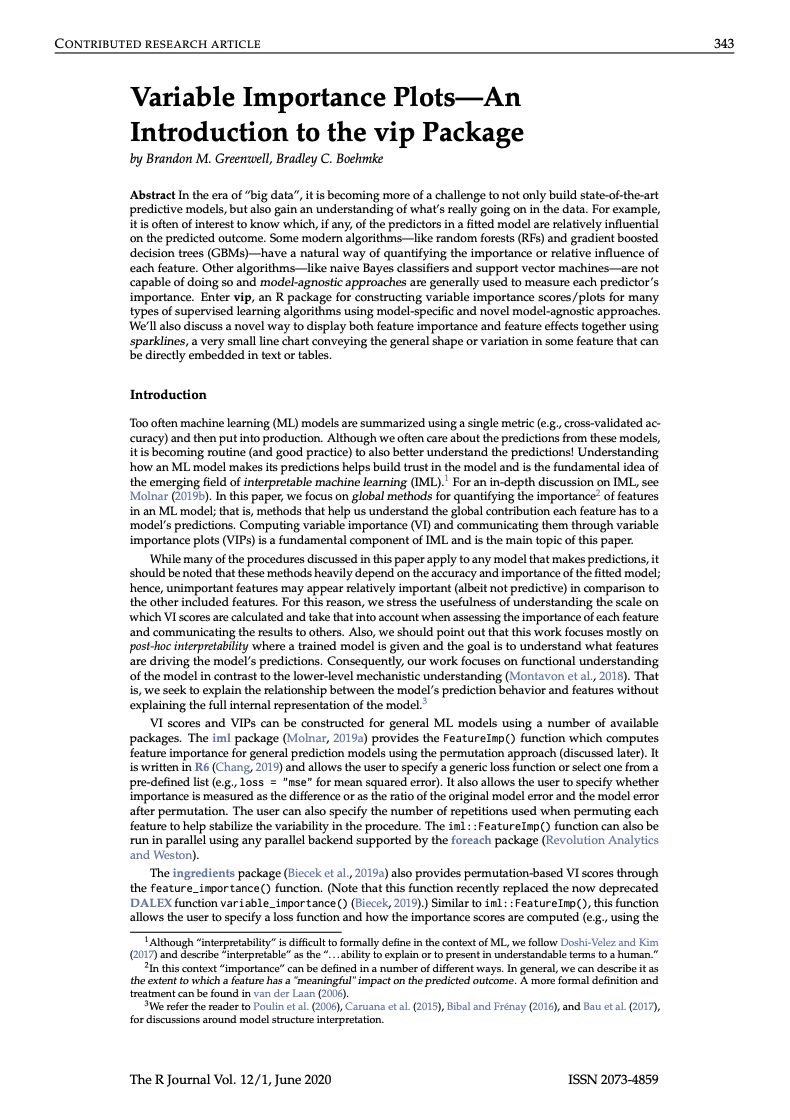 CONTRIBUTED RESEARCH ARTICLE 343
Variable Importance Plots—An
Introduction to the vip Package
by Brandon M. Greenwell, Bradley C. Boehmke
Abstract In the era of “big data”, it is becoming more of a challenge to not only build state-of-the-art
predictive models, but also gain an understanding of what’s really going on in the data. For example,
it is often of interest to know which, if any, of the predictors in a fitted model are relatively influential
on the predicted outcome. Some modern algorithms—like random forests (RFs) and gradient boosted
decision trees (GBMs)—have a natural way of quantifying the importance or relative influence of
each feature. Other algorithms—like naive Bayes classifiers and support vector machines—are not
capable of doing so and model-agnostic approaches are generally used to measure each predictor’s
importance. Enter vip, an R package for constructing variable importance scores/plots for many
types of supervised learning algorithms using model-specific and novel model-agnostic approaches.
We’ll also discuss a novel way to display both feature importance and feature effects together using
sparklines, a very small line chart conveying the general shape or variation in some feature that can
be directly embedded in text or tables.
Introduction
Too often machine learning (ML) models are summarized using a single metric (e.g., cross-validated ac-
curacy) and then put into production. Although we often care about the predictions from these models,
it is becoming routine (and good practice) to also better understand the predictions! Understanding
how an ML model makes its predictions helps build trust in the model and is the fundamental idea of
the emerging field of interpretable machine learning (IML).1 For an in-depth discussion on IML, see
Molnar (2019b). In this paper, we focus on global methods for quantifying the importance2 of features
in an ML model; that is, methods that help us understand the global contribution each feature has to a
model’s predictions. Computing variable importance (VI) and communicating them through variable
importance plots (VIPs) is a fundamental component of IML and is the main topic of this paper.
While many of the procedures discussed in this paper apply to any model that makes predictions, it
should be noted that these methods heavily depend on the accuracy and importance of the fitted model;
hence, unimportant features may appear relatively important (albeit not predictive) in comparison to
the other included features. For this reason, we stress the usefulness of understanding the scale on
which VI scores are calculated and take that into account when assessing the importance of each feature
and communicating the results to others. Also, we should point out that this work focuses mostly on
post-hoc interpretability where a trained model is given and the goal is to understand what features
are driving the model’s predictions. Consequently, our work focuses on functional understanding
of the model in contrast to the lower-level mechanistic understanding (Montavon et al., 2018). That
is, we seek to explain the relationship between the model’s prediction behavior and features without
explaining the full internal representation of the model.3
VI scores and VIPs can be constructed for general ML models using a number of available
packages. The iml package (Molnar, 2019a) provides the FeatureImp() function which computes
feature importance for general prediction models using the permutation approach (discussed later). It
is written in R6 (Chang, 2019) and allows the user to specify a generic loss function or select one from a
pre-defined list (e.g., loss = "mse" for mean squared error). It also allows the user to specify whether
importance is measured as the difference or as the ratio of the original model error and the model error
after permutation. The user can also specify the number of repetitions used when permuting each
feature to help stabilize the variability in the procedure. The iml::FeatureImp() function can also be
run in parallel using any parallel backend supported by the foreach package (Revolution Analytics
and Weston).
The ingredients package (Biecek et al., 2019a) also provides permutation-based VI scores through
the feature_importance() function. (Note that this function recently replaced the now deprecated
DALEX function variable_importance() (Biecek, 2019).) Similar to iml::FeatureImp(), this function
allows the user to specify a loss function and how the importance scores are computed (e.g., using the
1Although “interpretability” is difficult to formally define in the context of ML, we follow Doshi-Velez and Kim
(2017) and describe “interpretable” as the “...ability to explain or to present in understandable terms to a human.”
2In this context “importance” can be defined in a number of different ways. In general, we can describe it as
the extent to which a feature has a "meaningful" impact on the predicted outcome. A more formal definition and
treatment can be found in van der Laan (2006).
3We refer the reader to Poulin et al. (2006), Caruana et al. (2015), Bibal and Frénay (2016), and Bau et al. (2017),
for discussions around model structure interpretation.
The R Journal Vol. 12/1, June 2020 ISSN 2073-4859